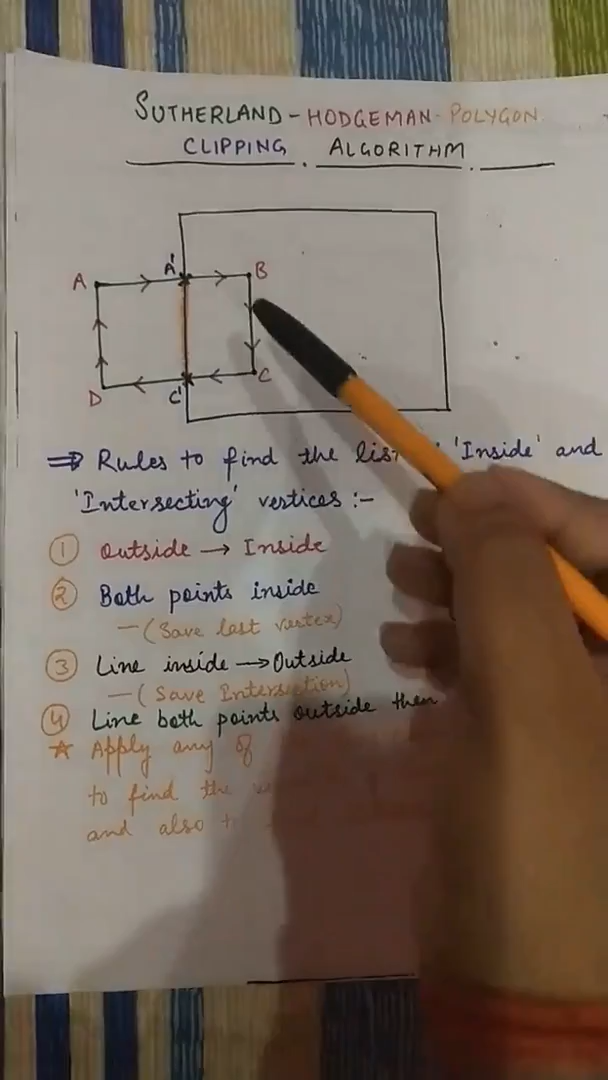 SUTHERLAND-HODGEMAN-POLYGON
CLIPPING ALGORITHM
A A' B
D C' C
⇒ Rules to find the 'Inside' and
'Intersecting' vertices :-
① Outside → Inside
② Both points inside
- (Save last vertex)
③ Line inside → Outside
- (Save Intersection)
④ Line both points outside then
☆ Apply any of
to find the
and also